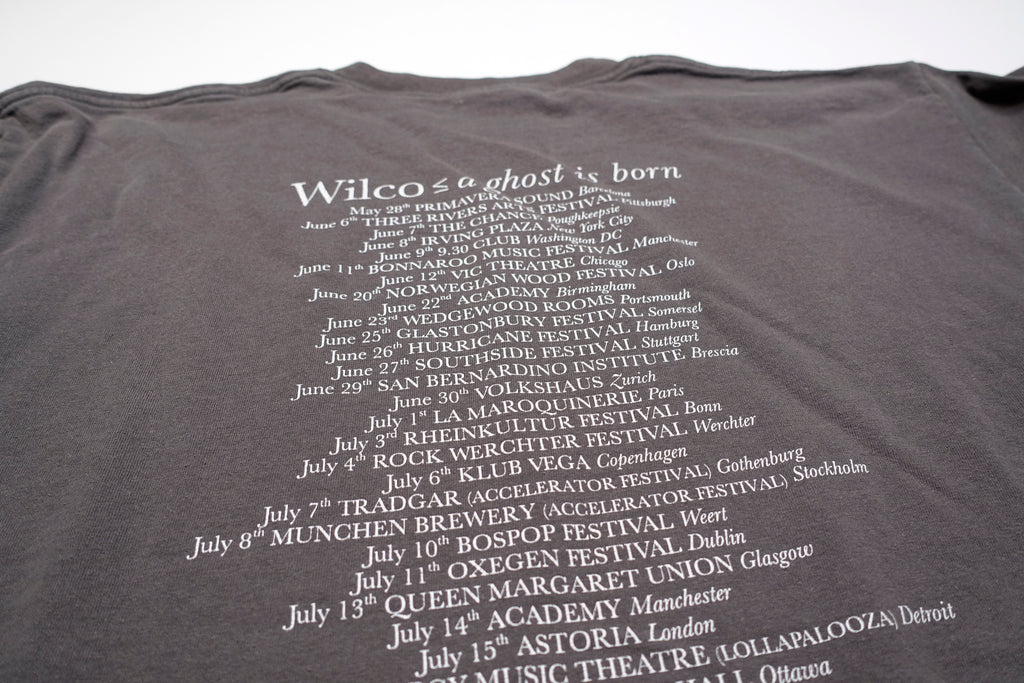 Wilco ≤ a ghost is born
May 28th PRIMAVERA SOUND Barcelona
June 6th THREE RIVERS ARTS FESTIVAL Pittsburgh
June 7th THE CHANCE Poughkeepsie
June 8th IRVING PLAZA New York City
June 9th 9.30 CLUB Washington DC
June 11th BONNAROO MUSIC FESTIVAL Manchester
June 12th VIC THEATRE Chicago
June 20th NORWEGIAN WOOD FESTIVAL Oslo
June 22nd ACADEMY Birmingham
June 23rd WEDGEWOOD ROOMS Portsmouth
June 25th GLASTONBURY FESTIVAL Somerset
June 26th HURRICANE FESTIVAL Hamburg
June 27th SOUTHSIDE FESTIVAL Stuttgart
June 29th SAN BERNARDINO INSTITUTE Brescia
June 30th VOLKSHAUS Zurich
July 1st LA MAROQUINERIE Paris
July 3rd RHEINKULTUR FESTIVAL Bonn
July 4th ROCK WERCHTER FESTIVAL Werchter
July 6th KLUB VEGA Copenhagen
July 7th TRADGAR (ACCELERATOR FESTIVAL) Gothenburg
July 8th MUNCHEN BREWERY (ACCELERATOR FESTIVAL) Stockholm
July 10th BOSPOP FESTIVAL Weert
July 11th OXEGEN FESTIVAL Dublin
July 13th QUEEN MARGARET UNION Glasgow
July 14th ACADEMY Manchester
July 15th ASTORIA London
MUSIC THEATRE (LOLLAPALOOZA) Detroit
HALL Ottawa